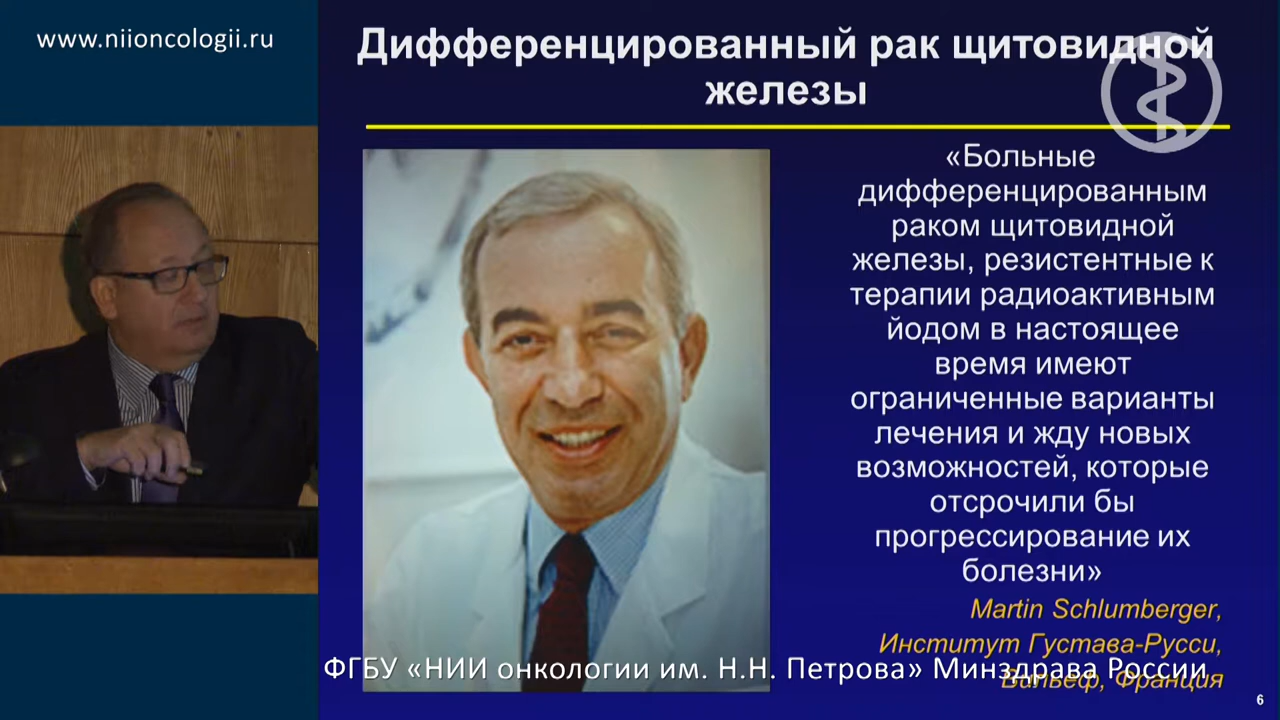 www.niioncologii.ru
Дифференцированный рак щитовидной
железы
«Больные
дифференцированным
раком щитовидной
железы, резистентные к
терапии радиоактивным
йодом в настоящее
время имеют
ограниченные варианты
лечения и жду новых
возможностей, которые
отсрочили бы
прогрессирование их
болезни»
Martin Schlumberger,
Институт Густава-Русси,
Вильеф, Франция
ФГБУ «НИИ онкологии им. Н.Н. Петрова» Минздрава России
6